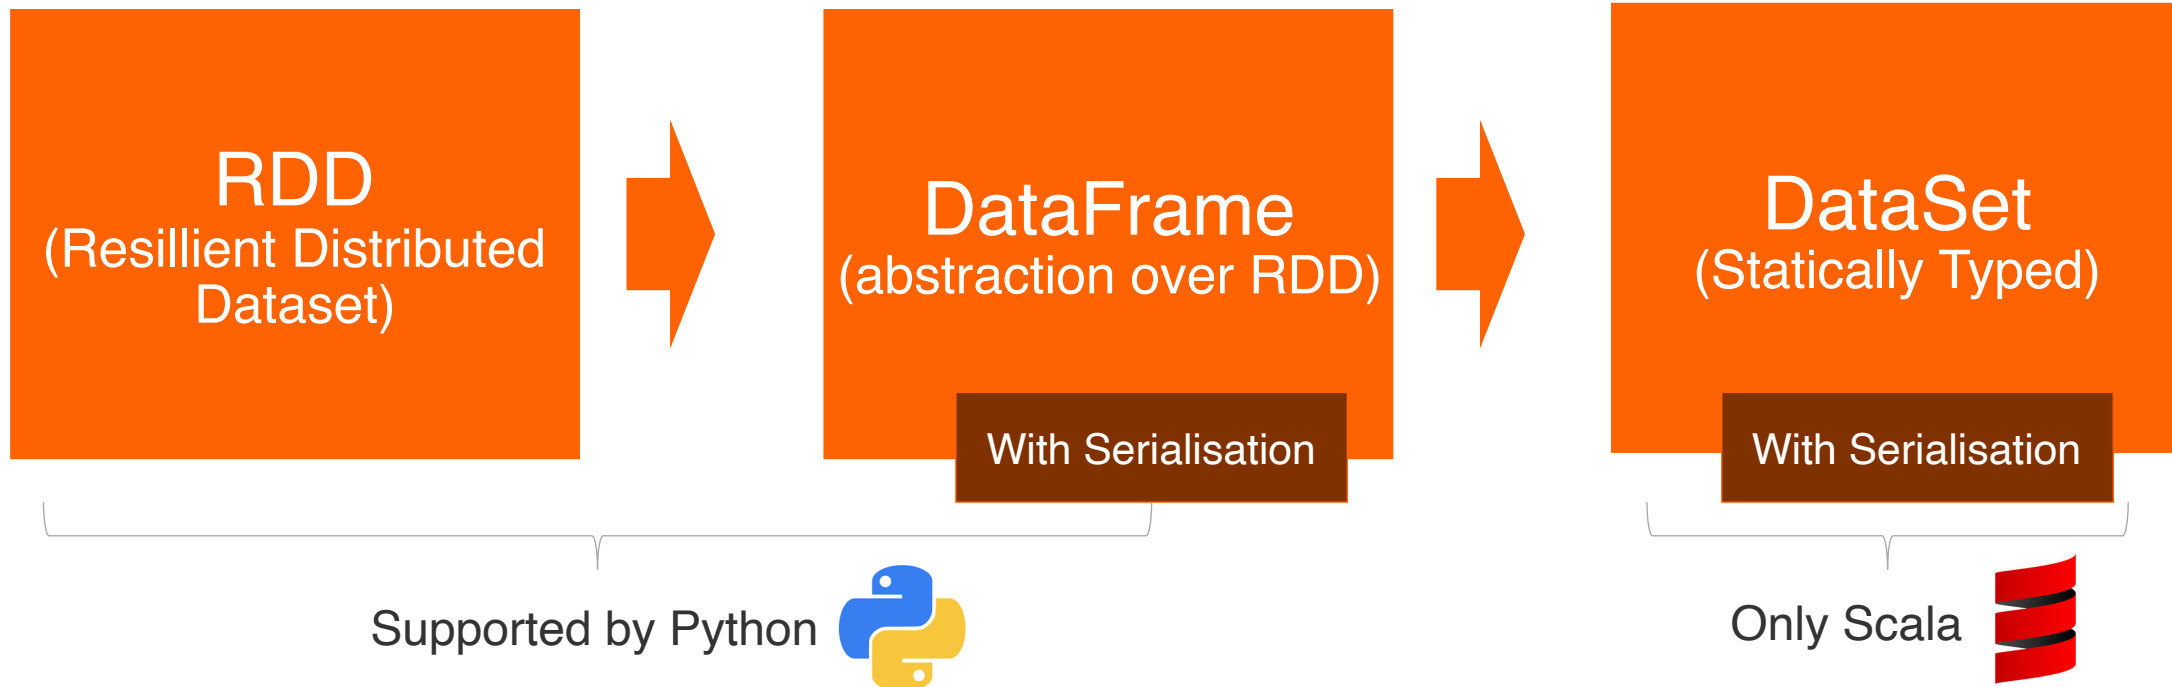 RDD
(Resillient Distributed
Dataset)
DataFrame
(abstraction over RDD)
With Serialisation
DataSet
(Statically Typed)
With Serialisation
Supported by Python
Only Scala